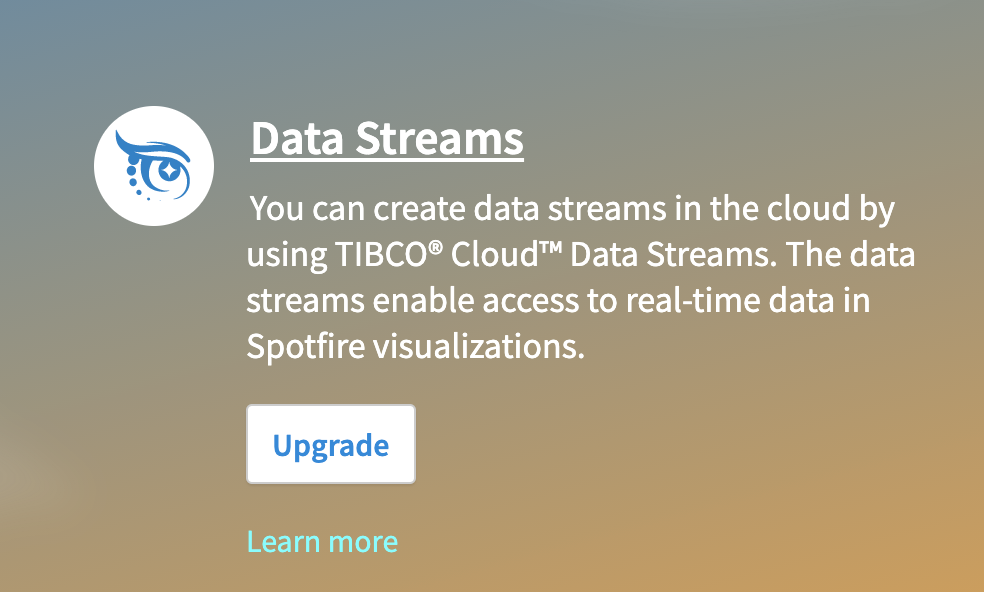 Data Streams
You can create data streams in the cloud by
using TIBCO® Cloud™ Data Streams. The data
streams enable access to real-time data in
Spotfire visualizations.
Upgrade
Learn more